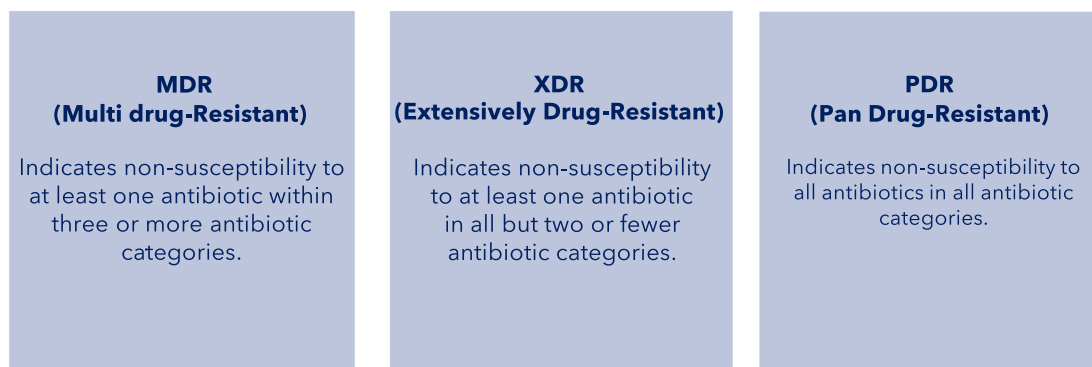 MDR
(Multi drug-Resistant)
Indicates non-susceptibility to
at least one antibiotic within
three or more antibiotic
categories.
XDR
(Extensively Drug-Resistant)
Indicates non-susceptibility
to at least one antibiotic
in all but two or fewer
antibiotic categories.
PDR
(Pan Drug-Resistant)
Indicates non-susceptibility to
all antibiotics in all antibiotic
categories.